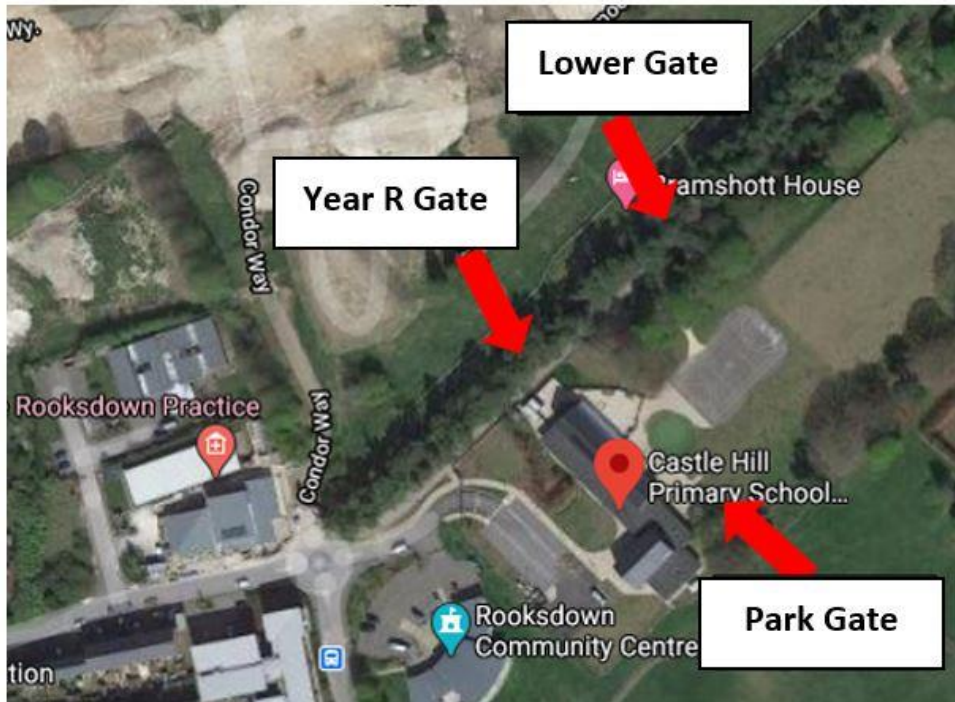 Wy.
Lower Gate
Bramshott House
Year R Gate
Condor Way
Condor Way
Rooksdown Practice
Castle Hill
Primary School...
Rooksdown
Community Centre
Park Gate
tion